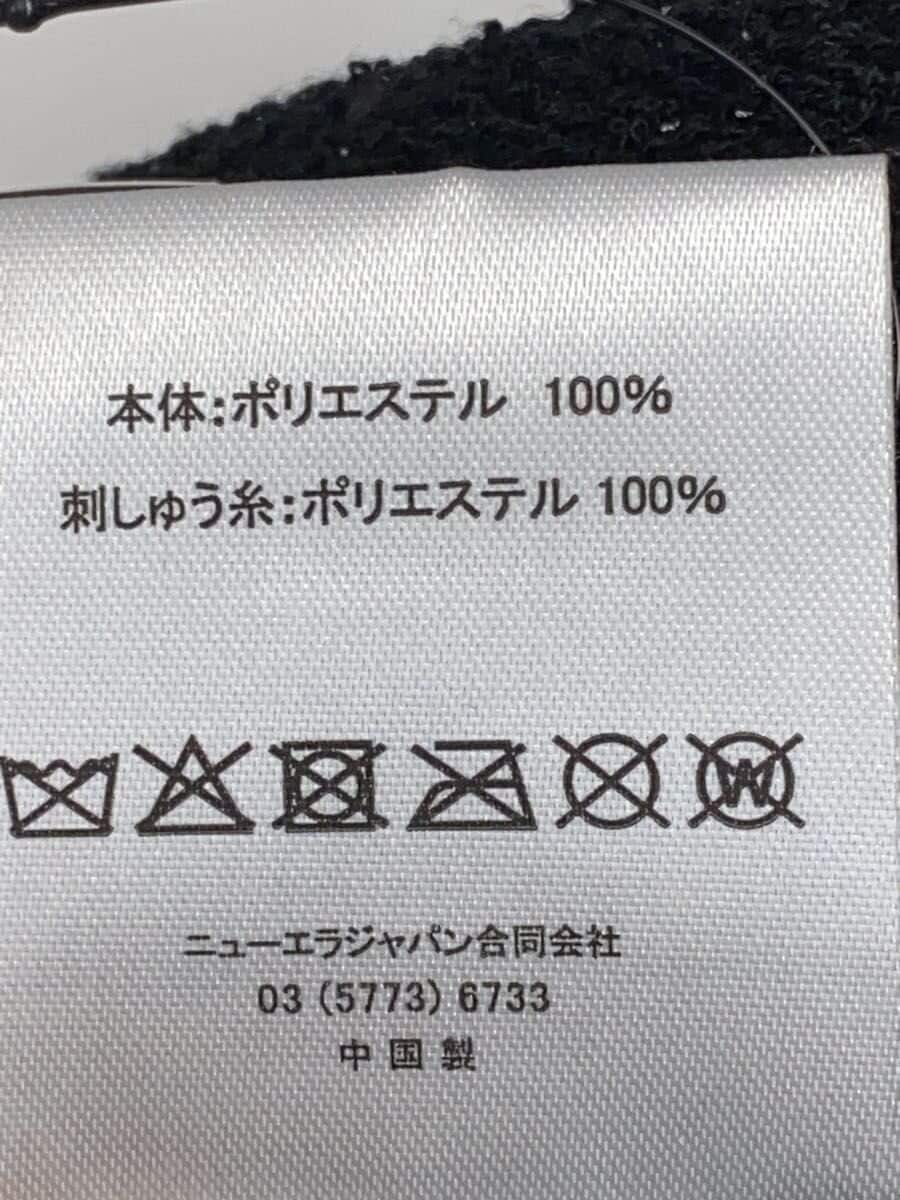 本体:ポリエステル 100%
刺しゅう糸:ポリエステル 100%
W
ニューエラジャパン合同会社
03 (5773) 6733
中国製